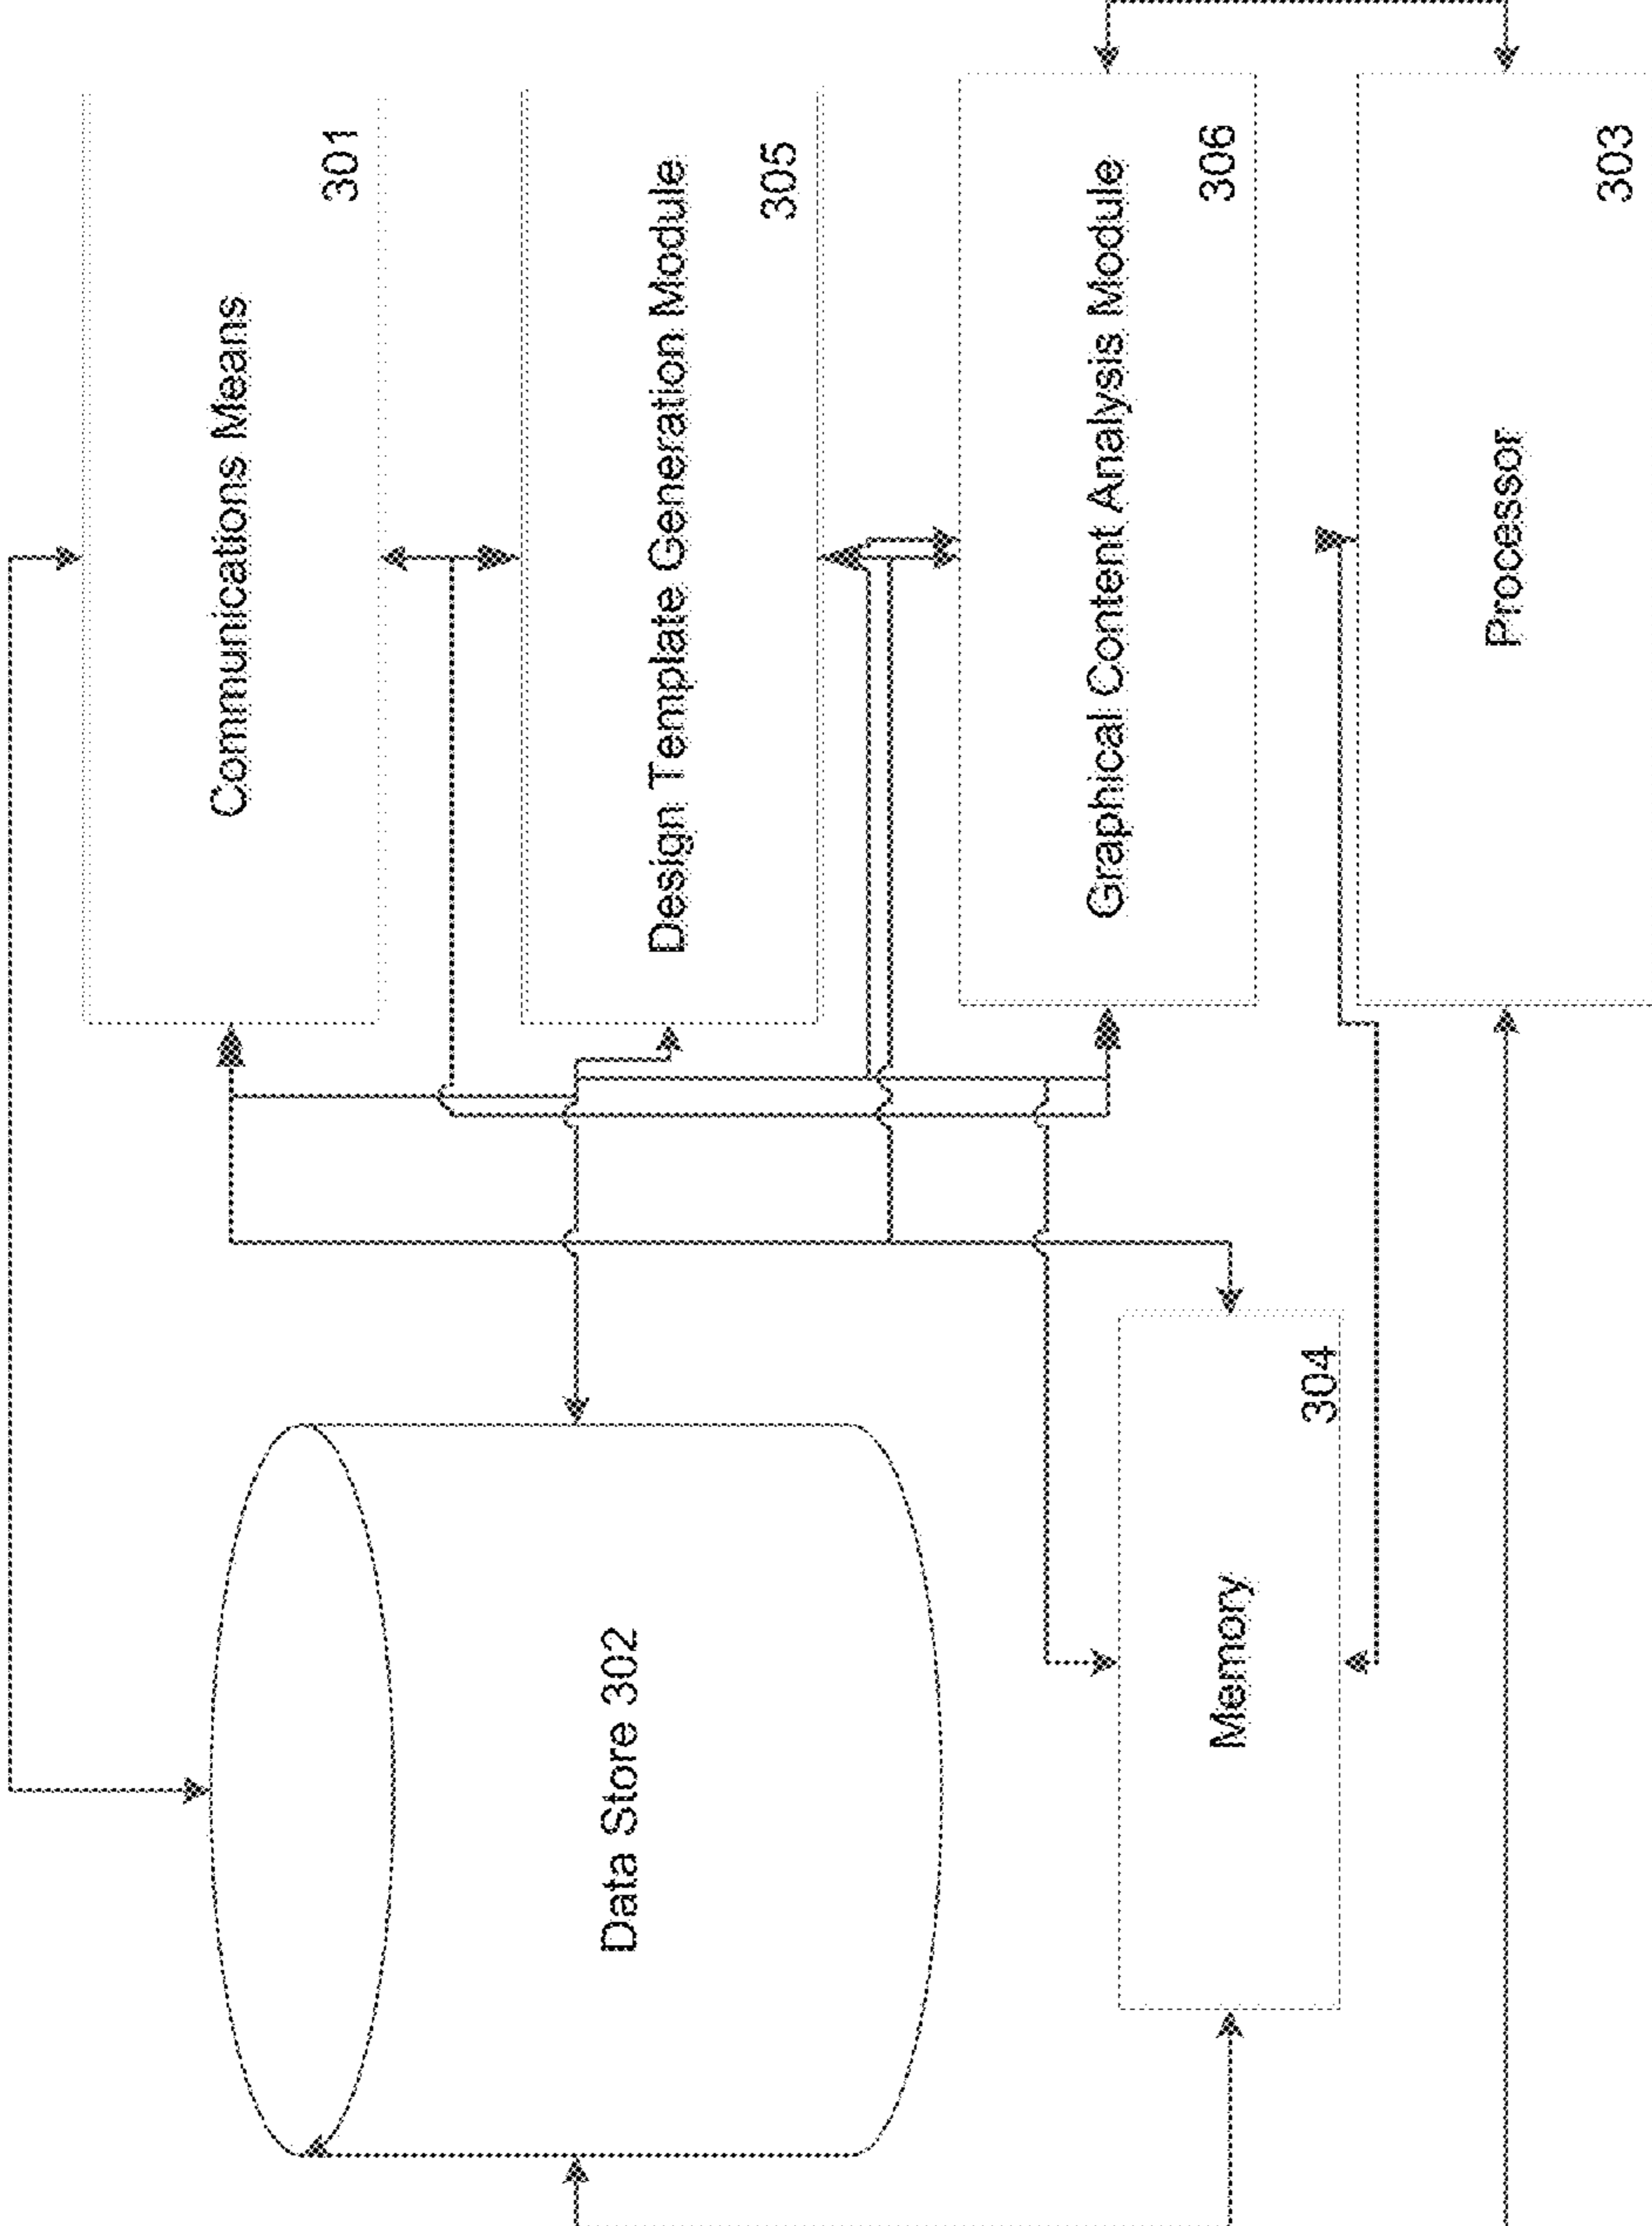 Communications Means
301
Design Template Generation Module
305
Graphical Content Analysis Module
306
Processor
303
Data Store 302
Memory
304